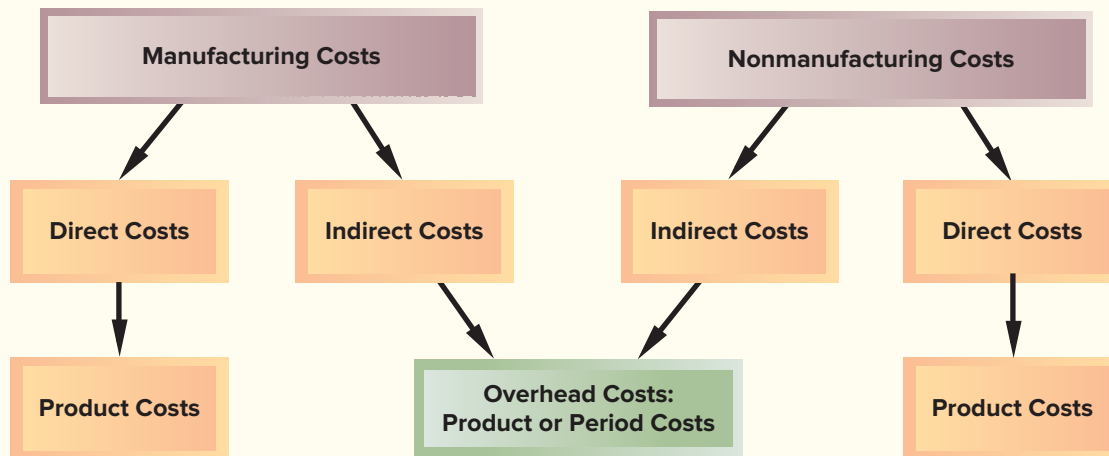 Manufacturing Costs
Nonmanufacturing Costs
Direct Costs
Indirect Costs
Indirect Costs
Direct Costs
Product Costs
Overhead Costs:
Product or Period Costs
Product Costs